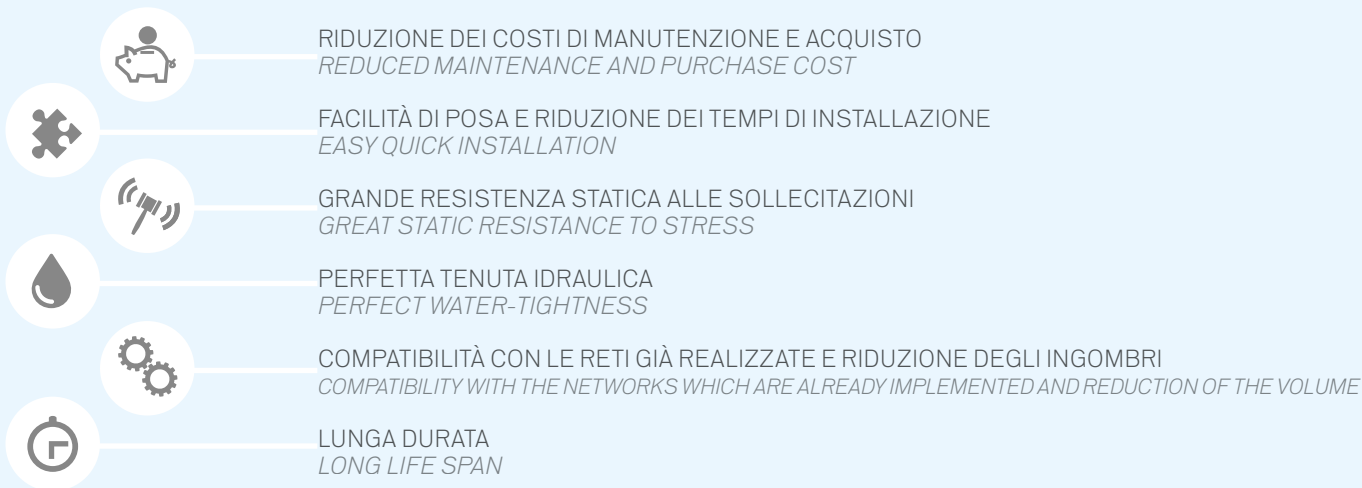 RIDUZIONE DEI COSTI DI MANUTENZIONE E ACQUISTO
REDUCED MAINTENANCE AND PURCHASE COST
FACILITÀ DI POSA E RIDUZIONE DEI TEMPI DI INSTALLAZIONE
EASY QUICK INSTALLATION
GRANDE RESISTENZA STATICA ALLE SOLLECITAZIONI
GREAT STATIC RESISTANCE TO STRESS
PERFETTA TENUTA IDRAULICA
PERFECT WATER-TIGHTNESS
COMPATIBILITÀ CON LE RETI GIÀ REALIZZATE E RIDUZIONE DEGLI INGOMBRI
COMPATIBILITY WITH THE NETWORKS WHICH ARE ALREADY IMPLEMENTED AND REDUCTION OF THE VOLUME
LUNGA DURATA
LONG LIFE SPAN